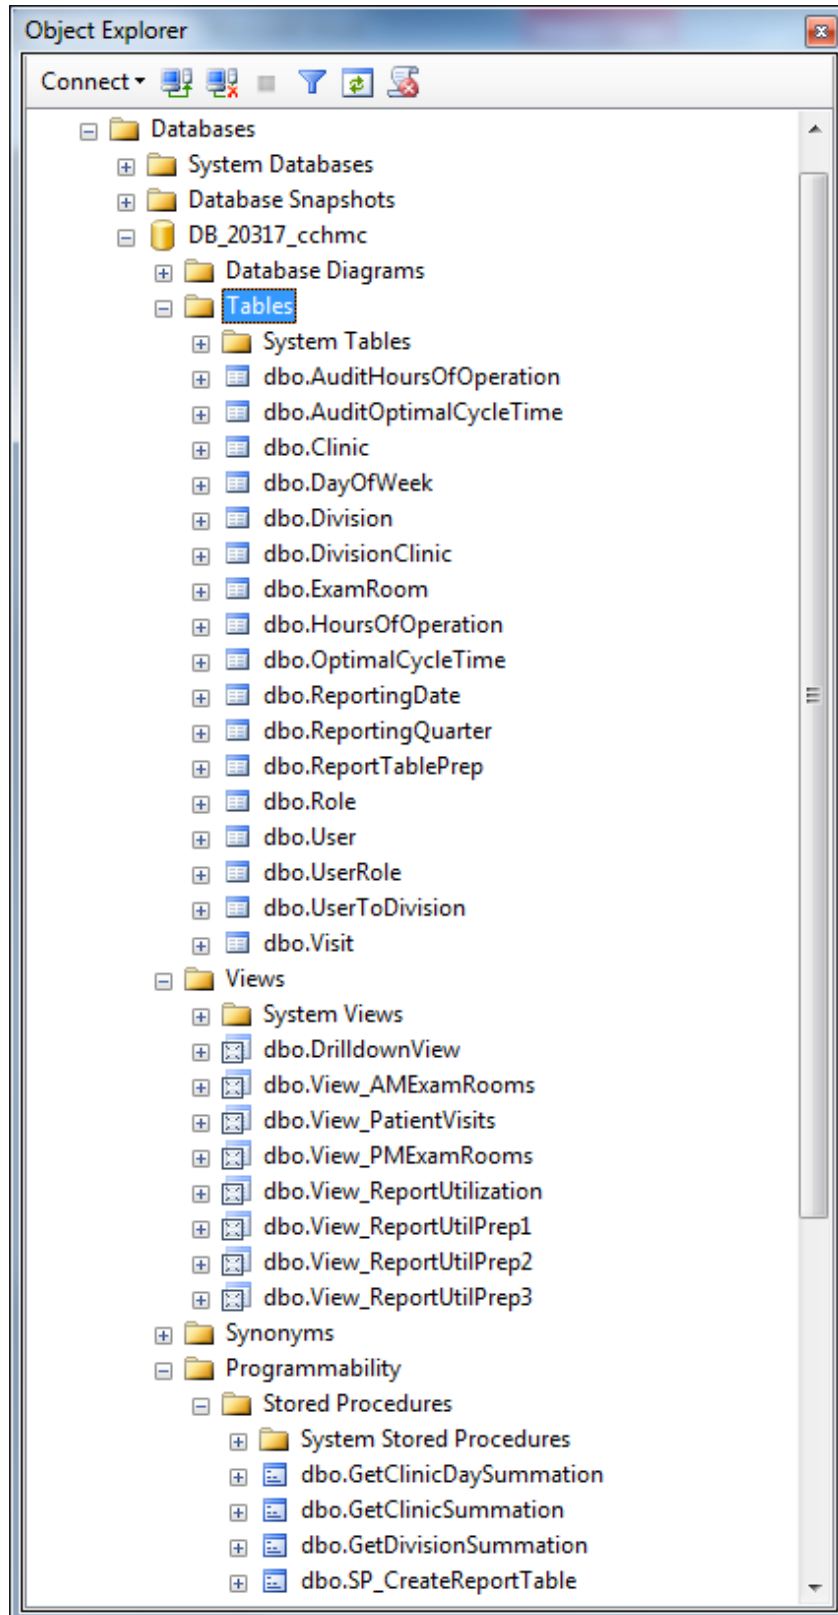 Object Explorer
Connect
Databases
System Databases
Database Snapshots
DB_20317_cchmc
Database Diagrams
Tables
System Tables
dbo.AuditHoursOfOperation
dbo.AuditOptimalCycleTime
dbo.Clinic
dbo.DayOfWeek
dbo.Division
dbo.DivisionClinic
dbo.ExamRoom
dbo.HoursOfOperation
dbo.OptimalCycleTime
dbo.ReportingDate
dbo.ReportingQuarter
dbo.ReportTablePrep
dbo.Role
dbo.User
dbo.UserRole
dbo.UserToDivision
dbo.Visit
Views
System Views
dbo.DrilldownView
dbo.View_AMExamRooms
dbo.View_PatientVisits
dbo.View_PMExamRooms
dbo.View_ReportUtilization
dbo.View_ReportUtilPrep1
dbo.View_ReportUtilPrep2
dbo.View_ReportUtilPrep3
Synonyms
Programmability
Stored Procedures
System Stored Procedures
dbo.GetClinicDaySummation
dbo.GetClinicSummation
dbo.GetDivisionSummation
dbo.SP_CreateReportTable